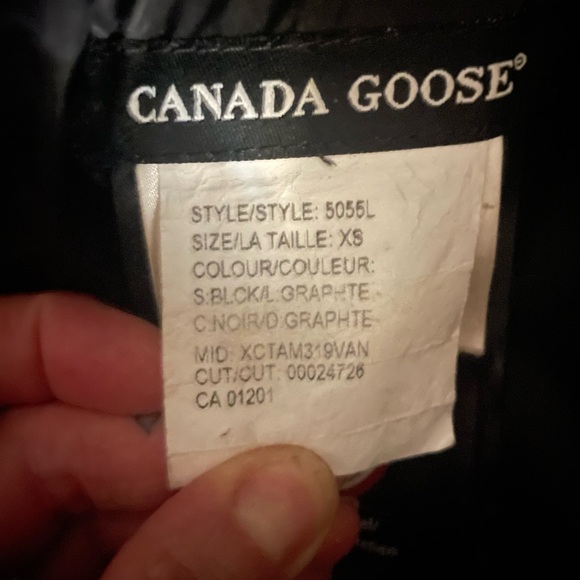 CANADA GOOSE®
STYLE/STYLE: 5055L
SIZE/LA TAILLE: XS
COLOUR/COULEUR:
S:BLCK/L:GRAPHTE
C:NOIR/D:GRAPHTE
MID: XCTAM319VAN
CUT/CUT: 00024726
CA 01201